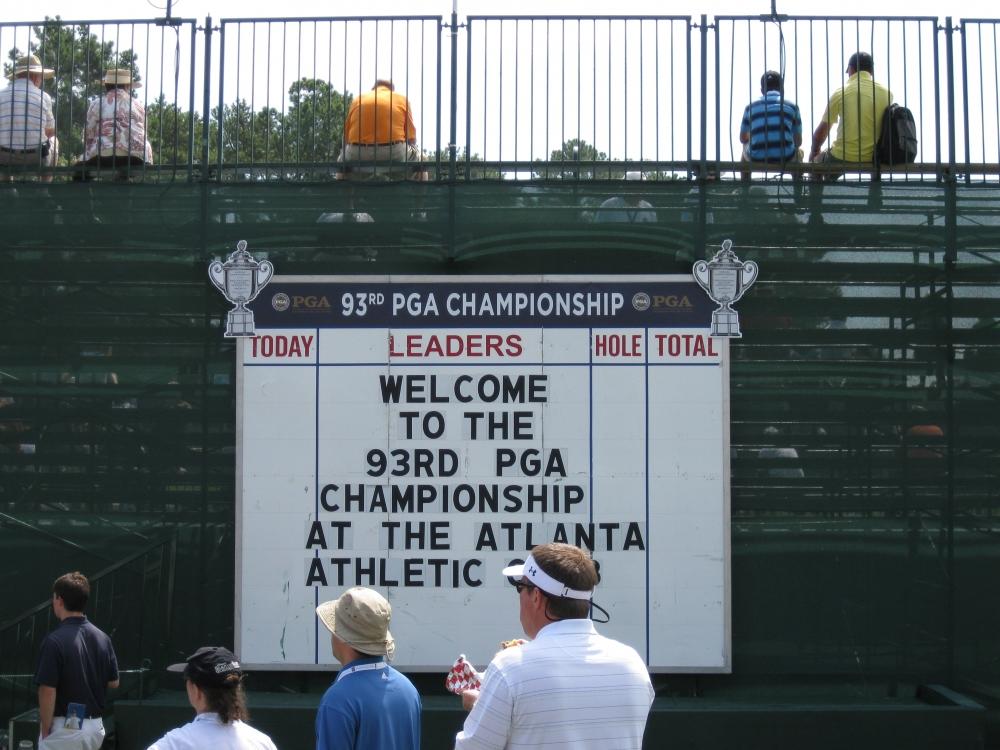 PGA 93RD PGA CHAMPIONSHIP PGA
TODAY LEADERS HOLE TOTAL
WELCOME
TO THE
93RD PGA
CHAMPIONSHIP
AT THE ATLANTA
ATHLETIC